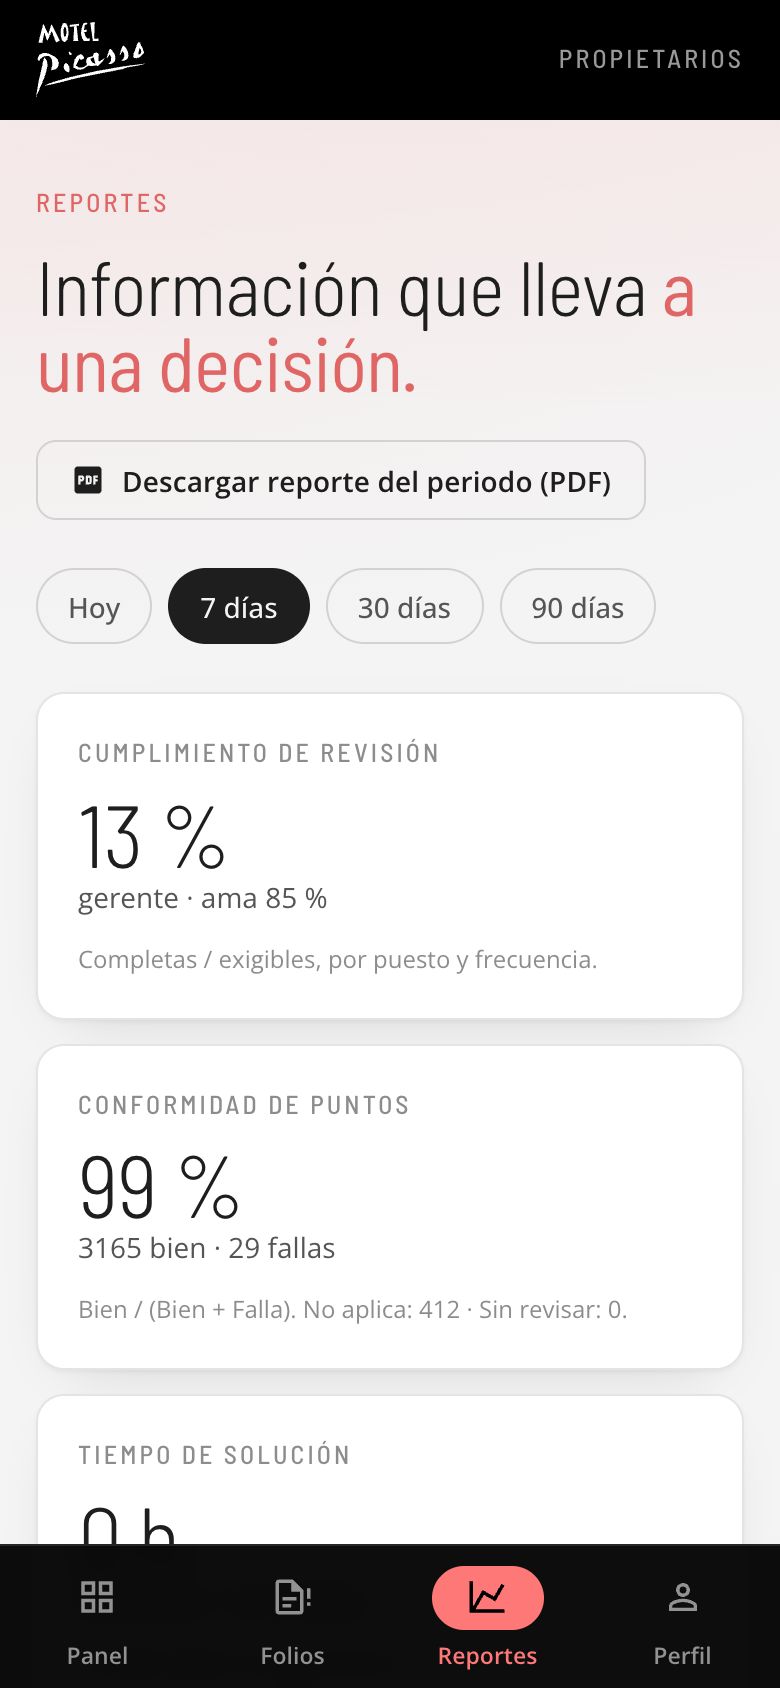 MOTEL
Picasso
PROPIETARIOS
REPORTES
Información que lleva a
una decisión.
PDF Descargar reporte del periodo (PDF)
Hoy 7 días 30 días 90 días
CUMPLIMIENTO DE REVISIÓN
13 %
gerente · ama 85 %
Completas / exigibles, por puesto y frecuencia.
CONFORMIDAD DE PUNTOS
99 %
3165 bien · 29 fallas
Bien / (Bien + Falla). No aplica: 412 · Sin revisar: 0.
TIEMPO DE SOLUCIÓN
0 h
Panel Folios Reportes Perfil